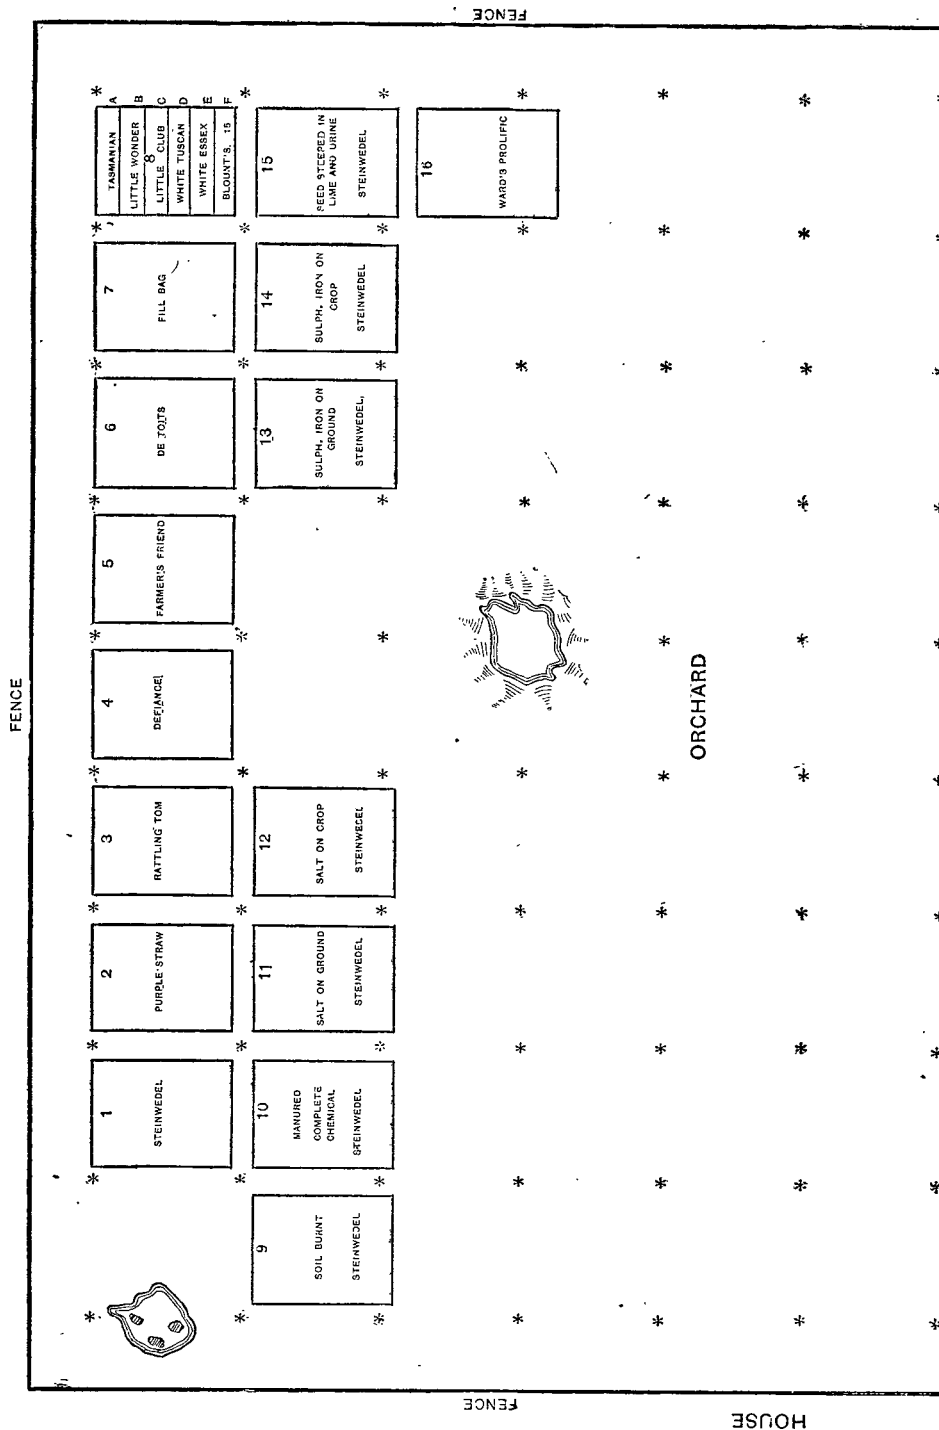 FENCE
FENCE
1
STEINWEDEL
2
PURPLE STRAW
3
RATTLING TOM
4
DEFIANCE
5
FARMER'S FRIEND
6
DE TOITS
7
FILL BAG
8
TASMANIAN A
LITTLE WONDER B
LITTLE CLUB C
WHITE TUSCAN D
WHITE ESSEX E
BLOUNT'S. 15 F
9
SOIL BURNT
STEINWEDEL
10
MANURED
COMPLETE
CHEMICAL
STEINWEDEL
11
SALT ON GROUND
STEINWEDEL
12
SALT ON CROP
STEINWEDEL
13
SULPH. IRON ON
GROUND
STEINWEDEL.
14
SULPH. IRON ON
CROP
STEINWEDEL
15
SEED STEEPED IN
LIME AND URINE
STEINWEDEL
16
WARD'S PROLIFIC
ORCHARD
FENCE
HOUSE